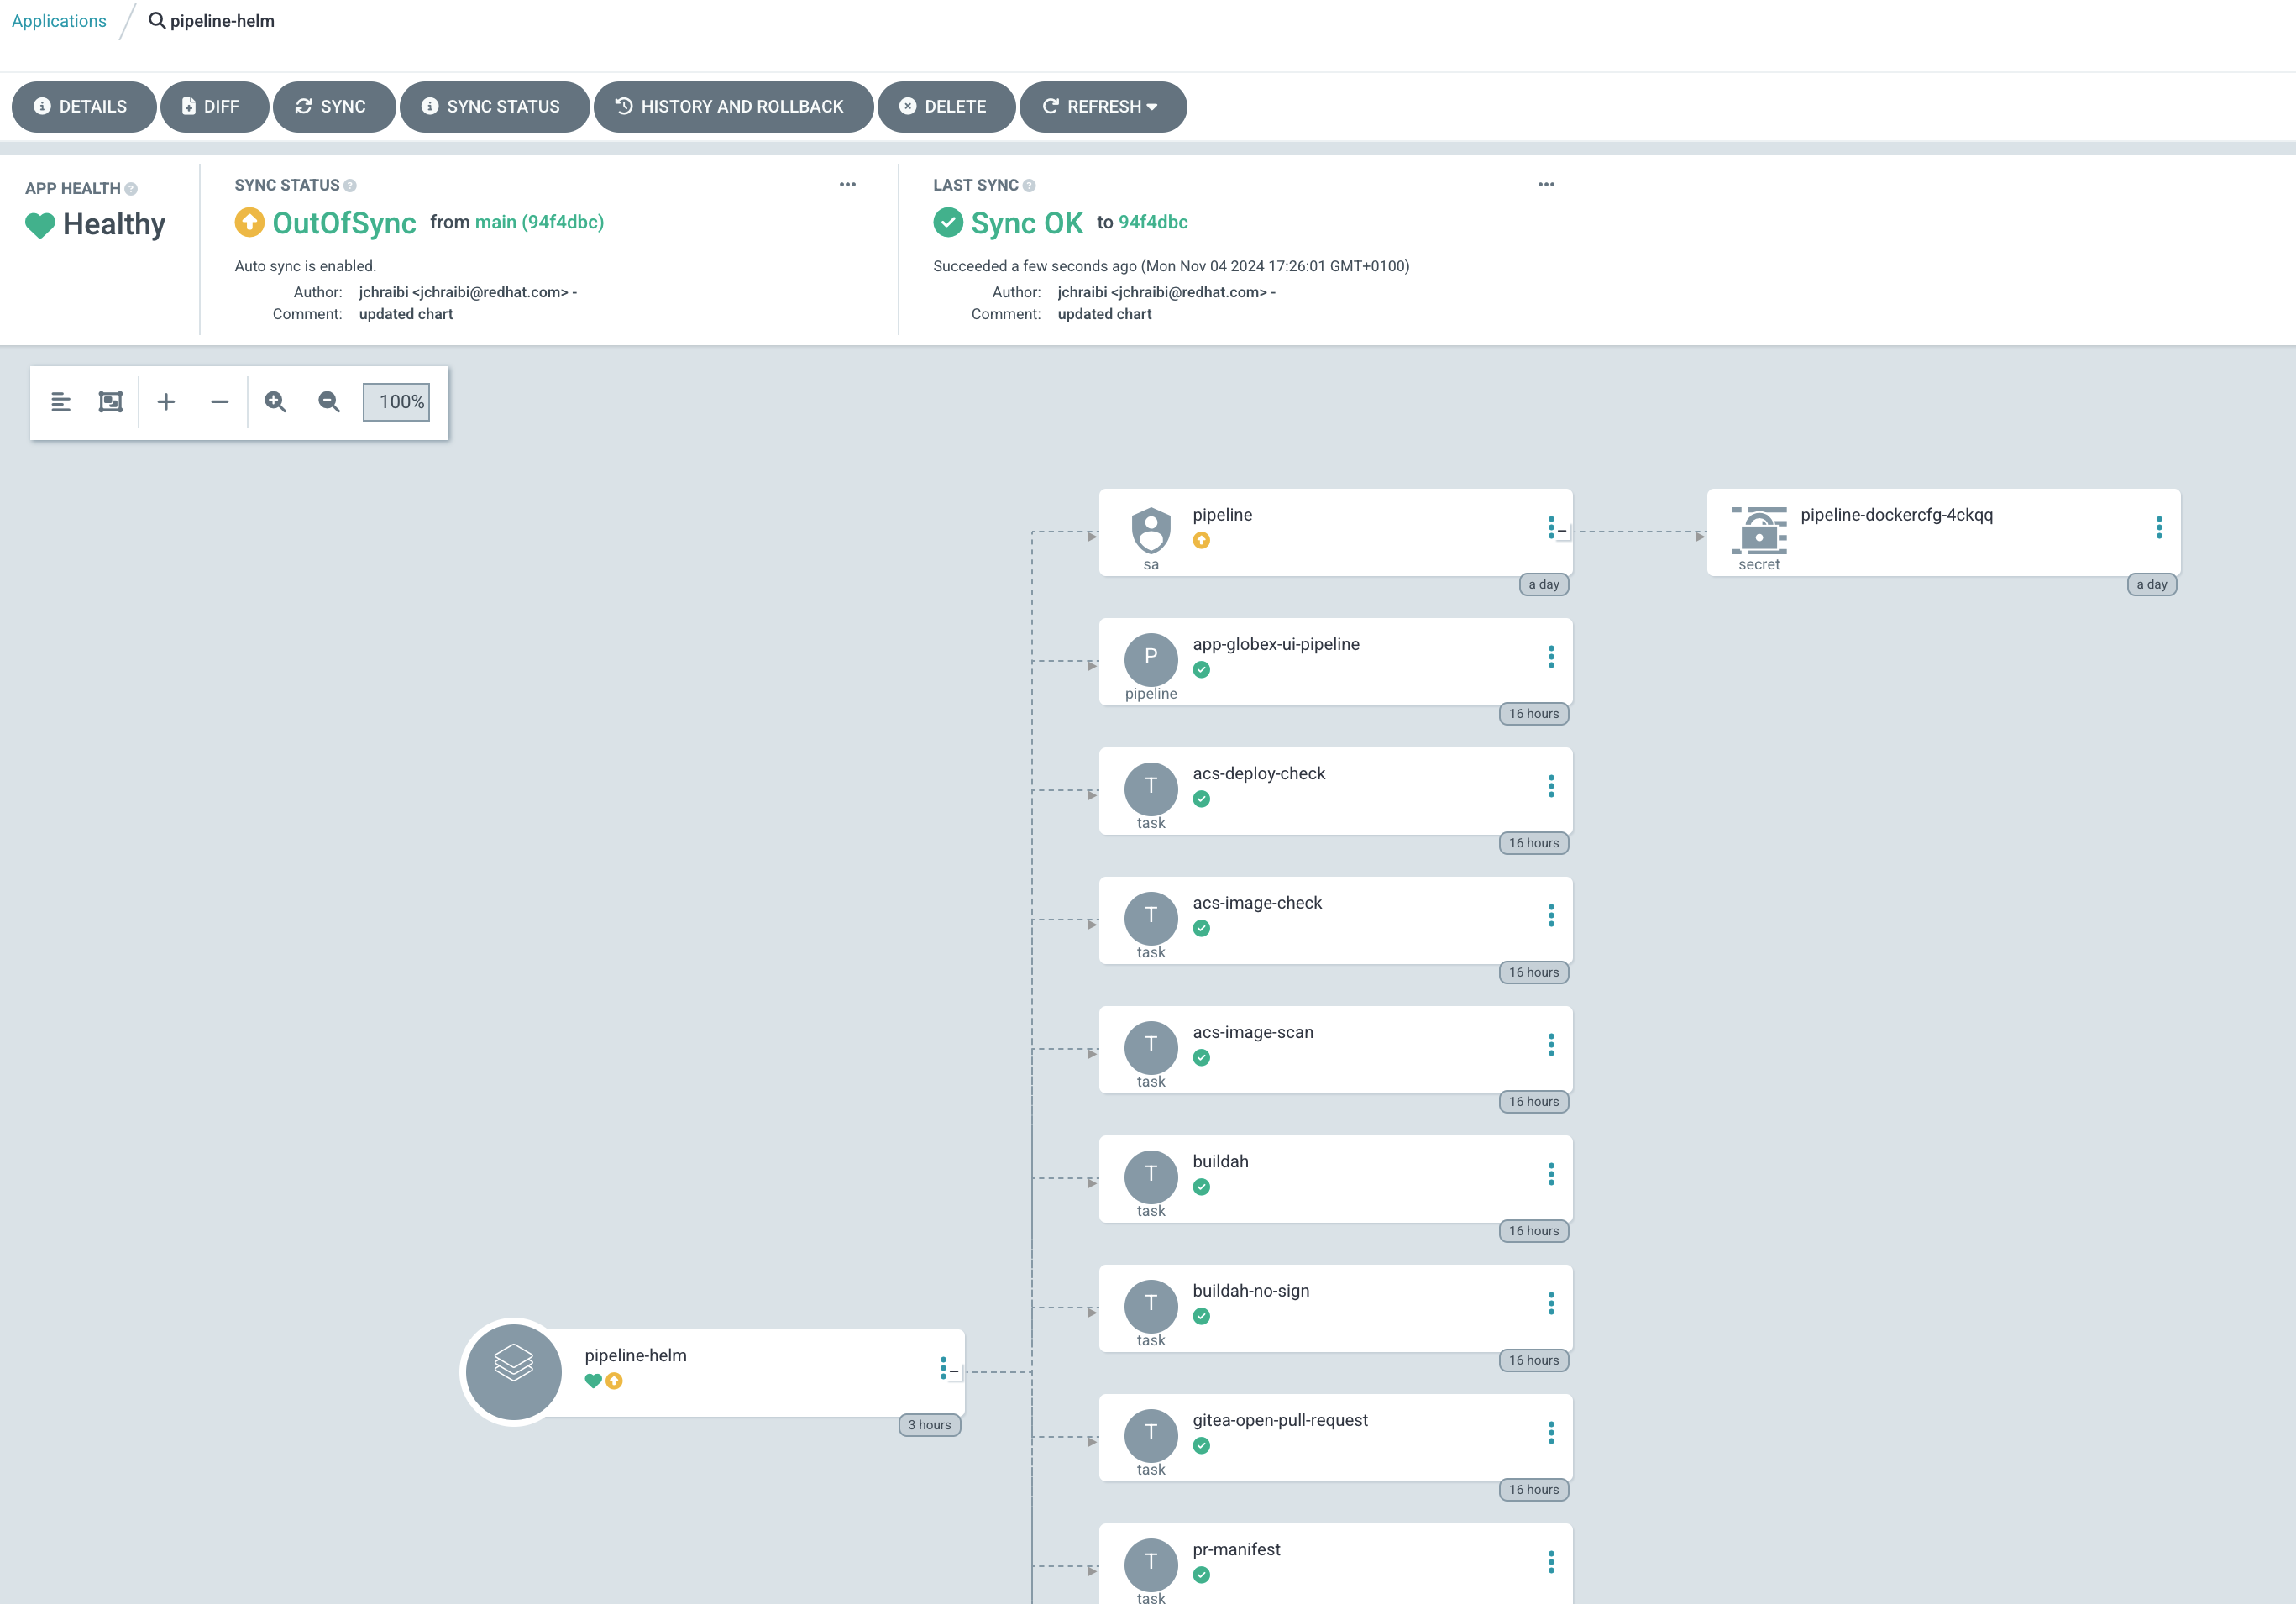 Applications / pipeline-helm
DETAILS DIFF SYNC SYNC STATUS HISTORY AND ROLLBACK DELETE REFRESH
APP HEALTH
Healthy
SYNC STATUS
OutOfSync from main (94f4dbc)
Auto sync is enabled.
Author: jchraibi <jchraibi@redhat.com> -
Comment: updated chart
LAST SYNC
Sync OK to 94f4dbc
Succeeded a few seconds ago (Mon Nov 04 2024 17:26:01 GMT+0100)
Author: jchraibi <jchraibi@redhat.com> -
Comment: updated chart
100%
pipeline
sa
a day
pipeline-dockercfg-4ckqq
secret
a day
P
app-globex-ui-pipeline
pipeline
16 hours
T
acs-deploy-check
task
16 hours
T
acs-image-check
task
16 hours
T
acs-image-scan
task
16 hours
T
buildah
task
16 hours
T
buildah-no-sign
task
16 hours
pipeline-helm
3 hours
T
gitea-open-pull-request
task
16 hours
T
pr-manifest
task